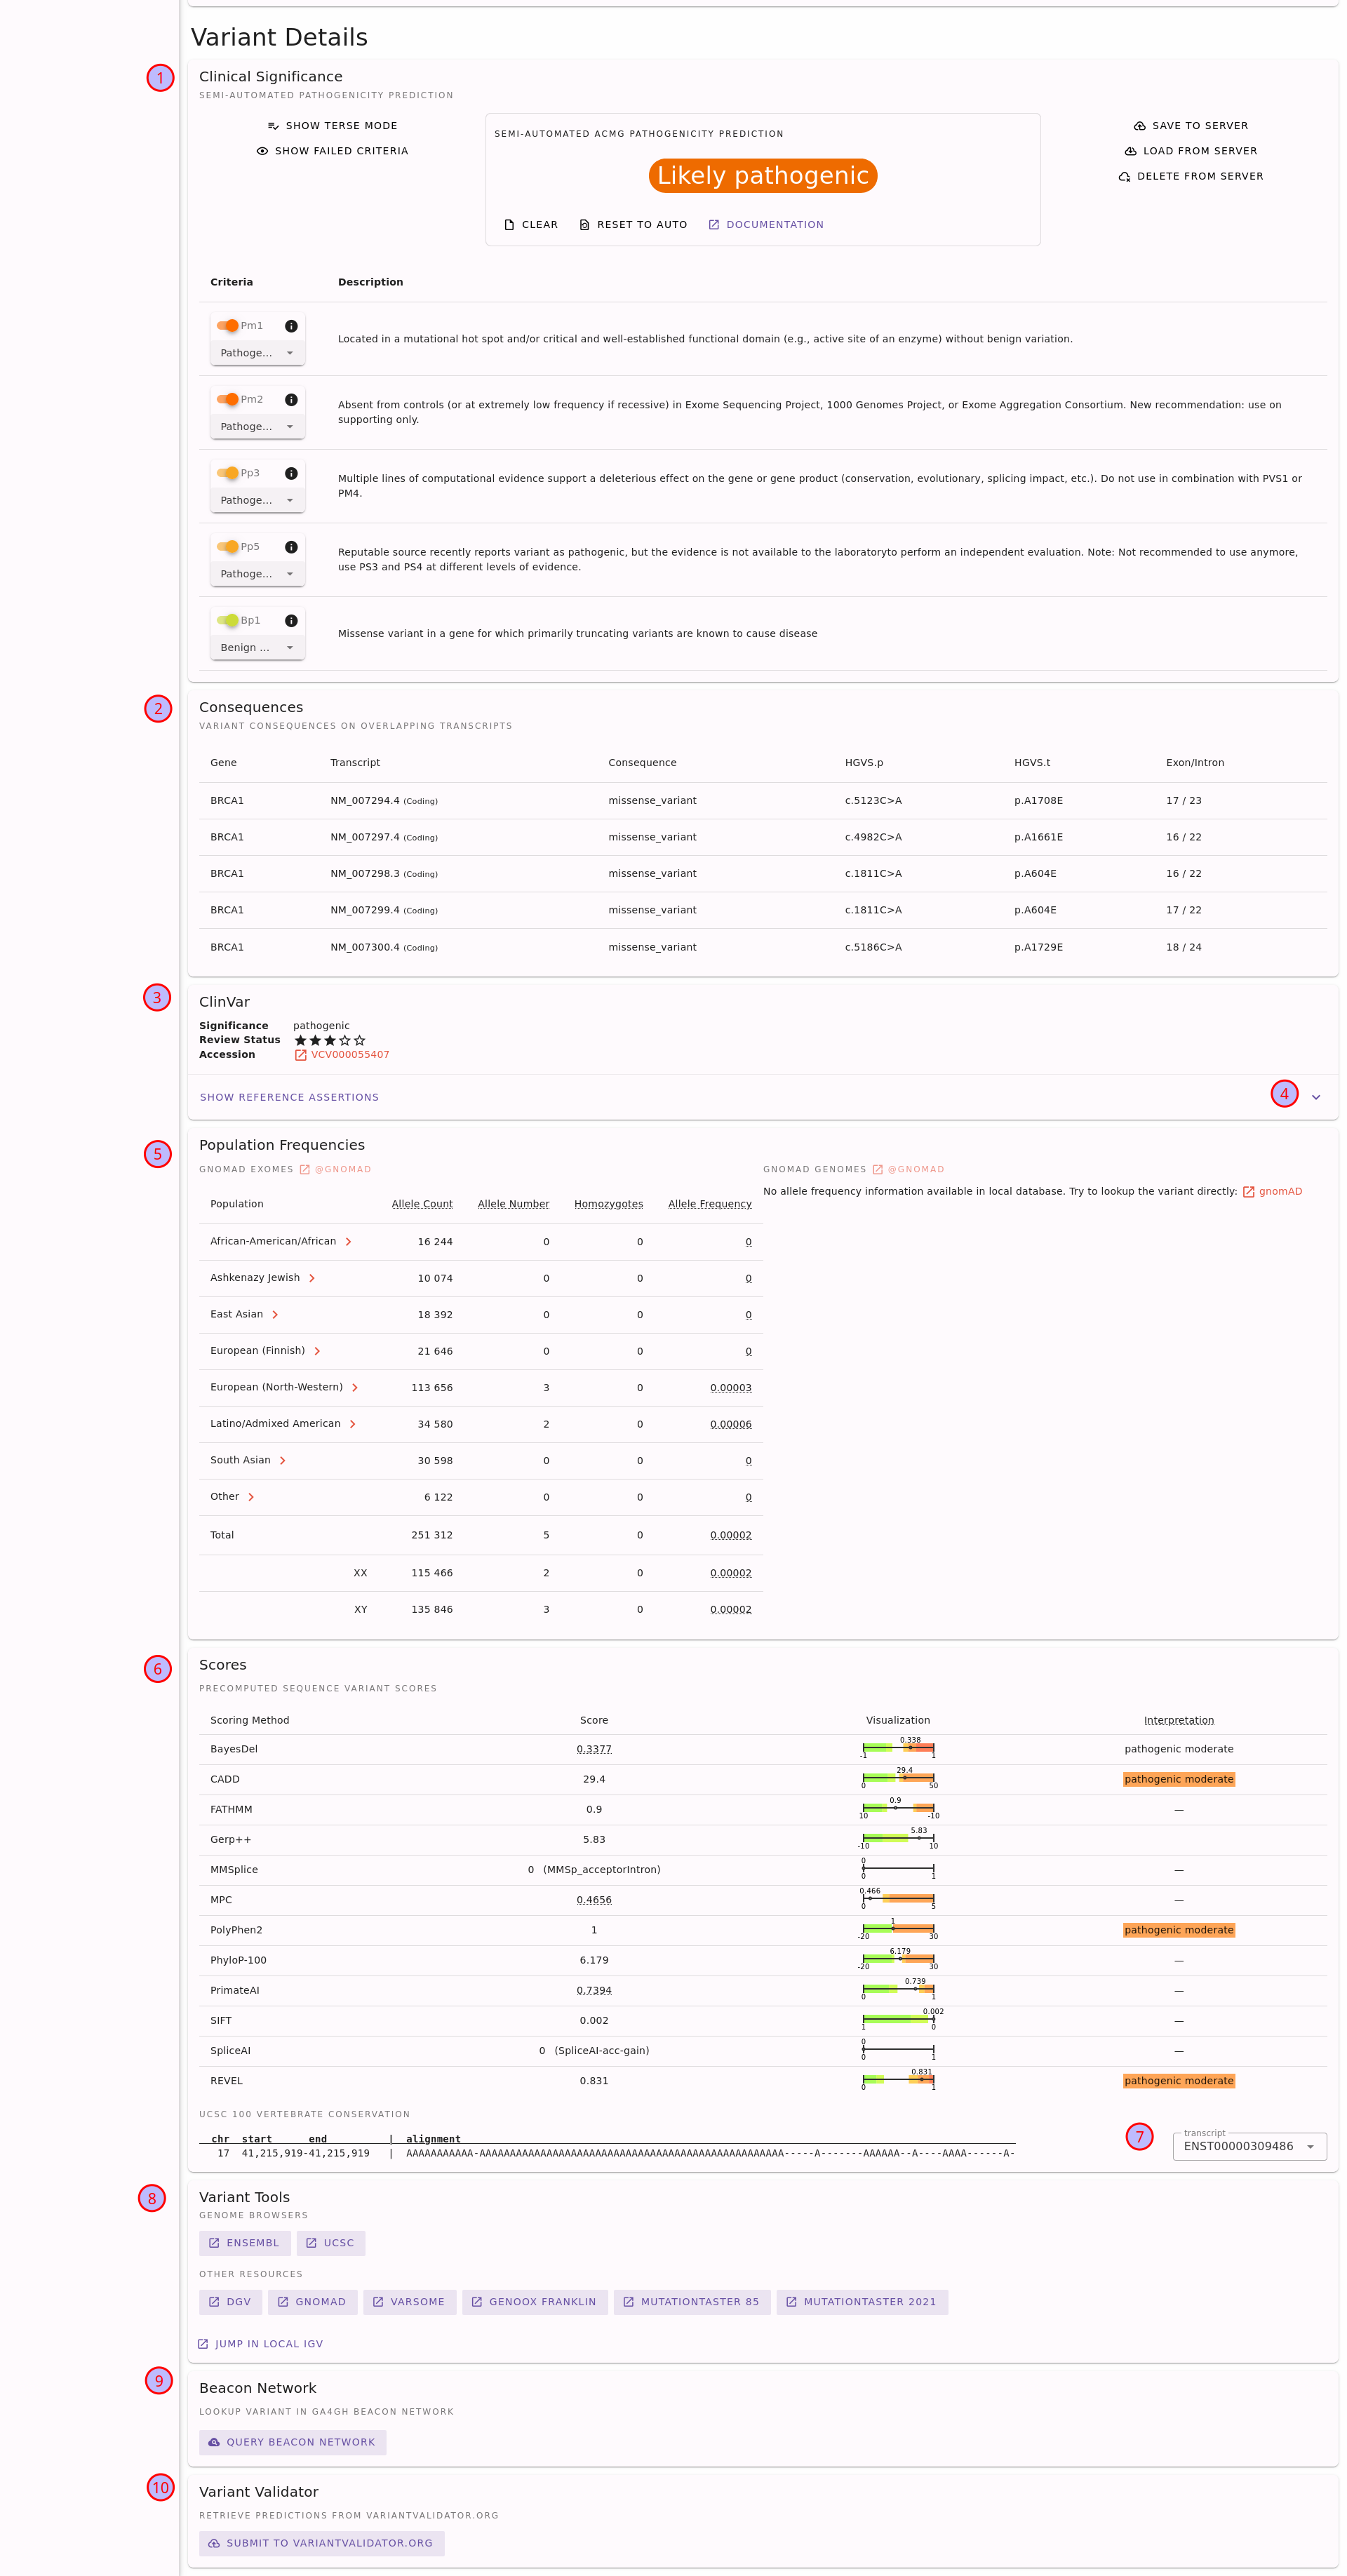 Variant Details
1
Clinical Significance
SEMI-AUTOMATED PATHOGENICITY PREDICTION
SHOW TERSE MODE
SHOW FAILED CRITERIA
SEMI-AUTOMATED ACMG PATHOGENICITY PREDICTION
Likely pathogenic
CLEAR RESET TO AUTO DOCUMENTATION
SAVE TO SERVER
LOAD FROM SERVER
DELETE FROM SERVER
Criteria Description
Pm1
Pathoge...
Located in a mutational hot spot and/or critical and well-established functional domain (e.g., active site of an enzyme) without benign variation.
Pm2
Pathoge...
Absent from controls (or at extremely low frequency if recessive) in Exome Sequencing Project, 1000 Genomes Project, or Exome Aggregation Consortium. New recommendation: use on
supporting only.
Pp3
Pathoge...
Multiple lines of computational evidence support a deleterious effect on the gene or gene product (conservation, evolutionary, splicing impact, etc.). Do not use in combination with PVS1 or
PM4.
Pp5
Pathoge...
Reputable source recently reports variant as pathogenic, but the evidence is not available to the laboratoryto perform an independent evaluation. Note: Not recommended to use anymore,
use PS3 and PS4 at different levels of evidence.
Bp1
Benign ...
Missense variant in a gene for which primarily truncating variants are known to cause disease
2
Consequences
VARIANT CONSEQUENCES ON OVERLAPPING TRANSCRIPTS
Gene Transcript Consequence HGVS.p HGVS.t Exon/Intron
BRCA1 NM_007294.4 (Coding) missense_variant c.5123C>A p.A1708E 17 / 23
BRCA1 NM_007297.4 (Coding) missense_variant c.4982C>A p.A1661E 16 / 22
BRCA1 NM_007298.3 (Coding) missense_variant c.1811C>A p.A604E 16 / 22
BRCA1 NM_007299.4 (Coding) missense_variant c.1811C>A p.A604E 17 / 22
BRCA1 NM_007300.4 (Coding) missense_variant c.5186C>A p.A1729E 18 / 24
3
ClinVar
Significance pathogenic
Review Status
Accession VCV000055407
SHOW REFERENCE ASSERTIONS 4
5
Population Frequencies
GNOMAD EXOMES @GNOMAD
Population Allele Count Allele Number Homozygotes Allele Frequency
African-American/African 16 244 0 0 0
Ashkenazy Jewish 10 074 0 0 0
East Asian 18 392 0 0 0
European (Finnish) 21 646 0 0 0
European (North-Western) 113 656 3 0 0.00003
Latino/Admixed American 34 580 2 0 0.00006
South Asian 30 598 0 0 0
Other 6 122 0 0 0
Total 251 312 5 0 0.00002
XX 115 466 2 0 0.00002
XY 135 846 3 0 0.00002
GNOMAD GENOMES @GNOMAD
No allele frequency information available in local database. Try to lookup the variant directly: gnomAD
6
Scores
PRECOMPUTED SEQUENCE VARIANT SCORES
Scoring Method Score Visualization Interpretation
BayesDel 0.3377 0.338 -1 1 pathogenic moderate
CADD 29.4 29.4 0 50 pathogenic moderate
FATHMM 0.9 0.9 10 -10 —
Gerp++ 5.83 5.83 -10 10
MMSplice 0 (MMSp_acceptorIntron) 0 0 1 —
MPC 0.4656 0.466 0 5 —
PolyPhen2 1 1 -20 30 pathogenic moderate
PhyloP-100 6.179 6.179 -20 30 —
PrimateAI 0.7394 0.739 0 1 —
SIFT 0.002 0.002 1 0 —
SpliceAI 0 (SpliceAI-acc-gain) 0 0 1 —
REVEL 0.831 0.831 0 1 pathogenic moderate
UCSC 100 VERTEBRATE CONSERVATION
chr start end | alignment
17 41,215,919-41,215,919 |
7
transcript
ENST00000309486
8
Variant Tools
GENOME BROWSERS
ENSEMBL UCSC
OTHER RESOURCES
DGV GNOMAD VARSOME GENOOX FRANKLIN MUTATIONTASTER 85 MUTATIONTASTER 2021
JUMP IN LOCAL IGV
9
Beacon Network
LOOKUP VARIANT IN GA4GH BEACON NETWORK
QUERY BEACON NETWORK
10
Variant Validator
RETRIEVE PREDICTIONS FROM VARIANTVALIDATOR.ORG
SUBMIT TO VARIANTVALIDATOR.ORG